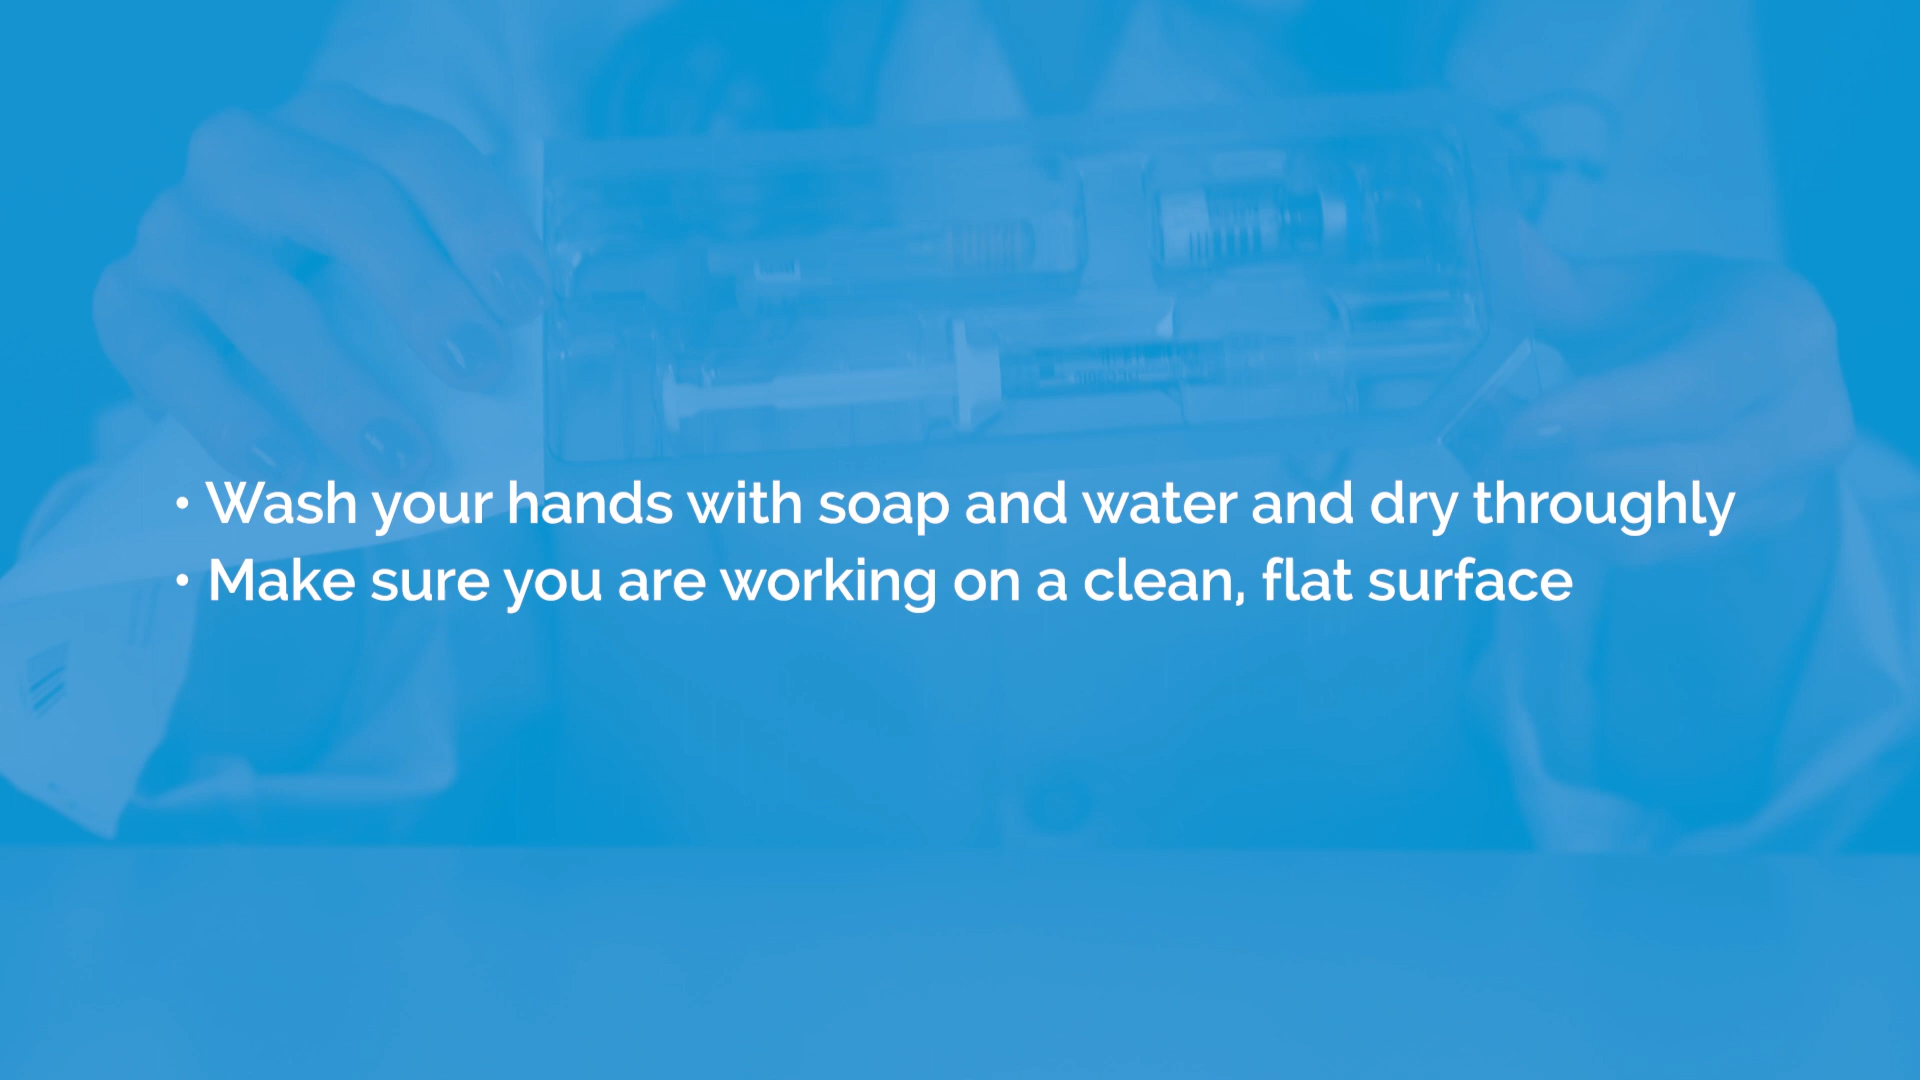 • Wash your hands with soap and water and dry throughly
• Make sure you are working on a clean, flat surface